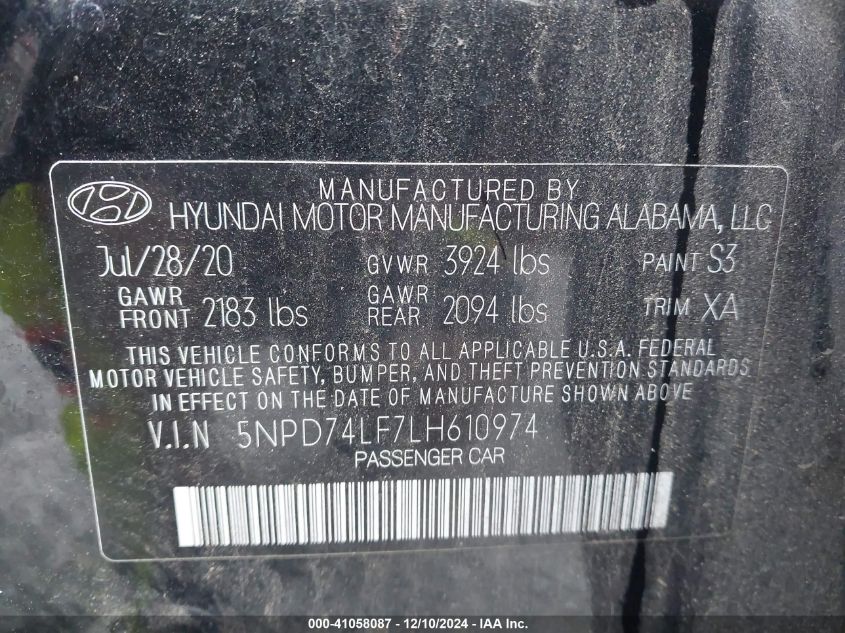 MANUFACTURED BY
HYUNDAI MOTOR MANUFACTURING ALABAMA, LLC
Jul/28/20 GVWR 3924 lbs PAINT S3
GAWR FRONT 2183 lbs GAWR REAR 2094 lbs TRIM XA
THIS VEHICLE CONFORMS TO ALL APPLICABLE U.S.A. FEDERAL
MOTOR VEHICLE SAFETY, BUMPER, AND THEFT PREVENTION STANDARDS
IN EFFECT ON THE DATE OF MANUFACTURE SHOWN ABOVE
V.I.N 5NPD74LF7LH610974
PASSENGER CAR
000-41058087 - 12/10/2024 - IAA Inc.